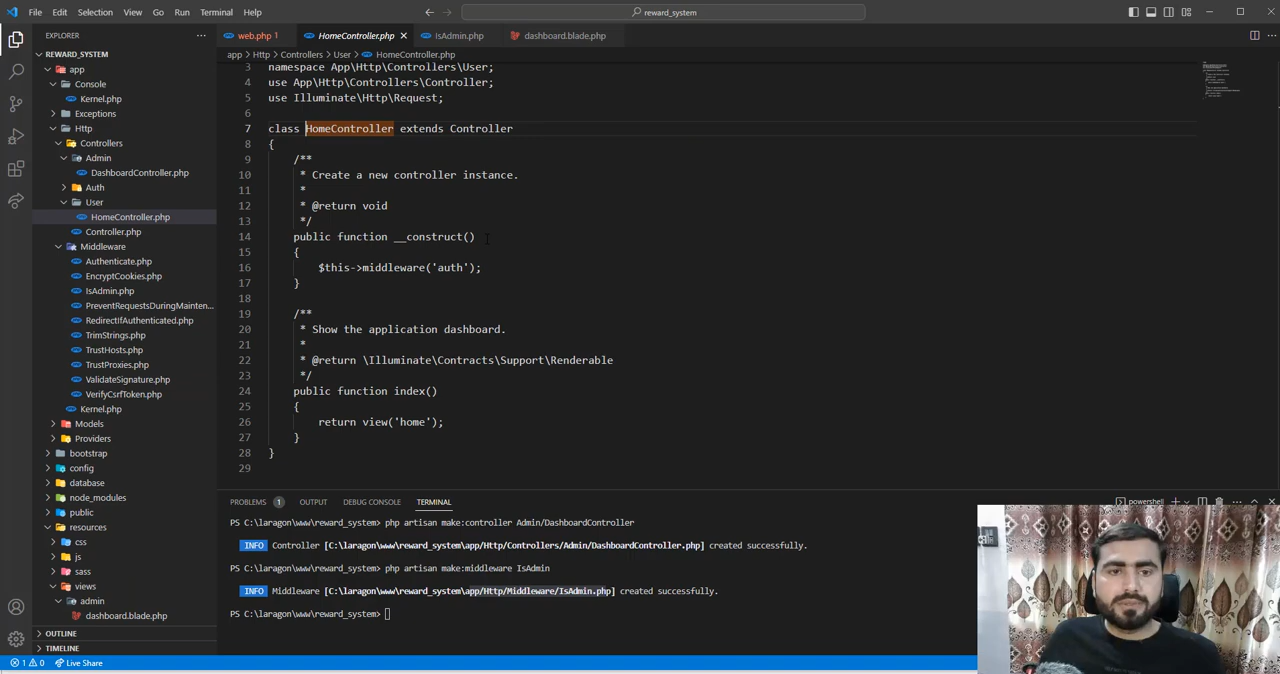 File Edit Selection View Go Run Terminal Help
reward_system
EXPLORER
web.php 1
HomeController.php
IsAdmin.php
dashboard.blade.php
REWARD_SYSTEM
app > Http > Controllers > User > HomeController.php
app
Console
Kernel.php
Exceptions
Http
Controllers
Admin
DashboardController.php
Auth
User
HomeController.php
Controller.php
Middleware
Authenticate.php
EncryptCookies.php
IsAdmin.php
PreventRequestsDuringMainten...
RedirectIfAuthenticated.php
TrimStrings.php
TrustHosts.php
TrustProxies.php
ValidateSignature.php
VerifyCsrfToken.php
Kernel.php
Models
Providers
bootstrap
config
database
node_modules
public
resources
css
js
sass
views
admin
dashboard.blade.php
OUTLINE
TIMELINE
3 namespace App\Http\Controllers\User;
4 use App\Http\Controllers\Controller;
5 use Illuminate\Http\Request;
6
7 class HomeController extends Controller
8 {
9 /**
10 * Create a new controller instance.
11 *
12 * @return void
13 */
14 public function __construct()
15 {
16 $this->middleware('auth');
17 }
18
19 /**
20 * Show the application dashboard.
21 *
22 * @return \Illuminate\Contracts\Support\Renderable
23 */
24 public function index()
25 {
26 return view('home');
27 }
28 }
29
PROBLEMS 1 OUTPUT DEBUG CONSOLE TERMINAL
powershell
PS C:\laragon\www\reward_system> php artisan make:controller Admin/DashboardController
INFO Controller [C:\laragon\www\reward_system\app/Http/Controllers/Admin/DashboardController.php] created successfully.
PS C:\laragon\www\reward_system> php artisan make:middleware IsAdmin
INFO Middleware [C:\laragon\www\reward_system\app/Http/Middleware/IsAdmin.php] created successfully.
PS C:\laragon\www\reward_system>
1 0 Live Share